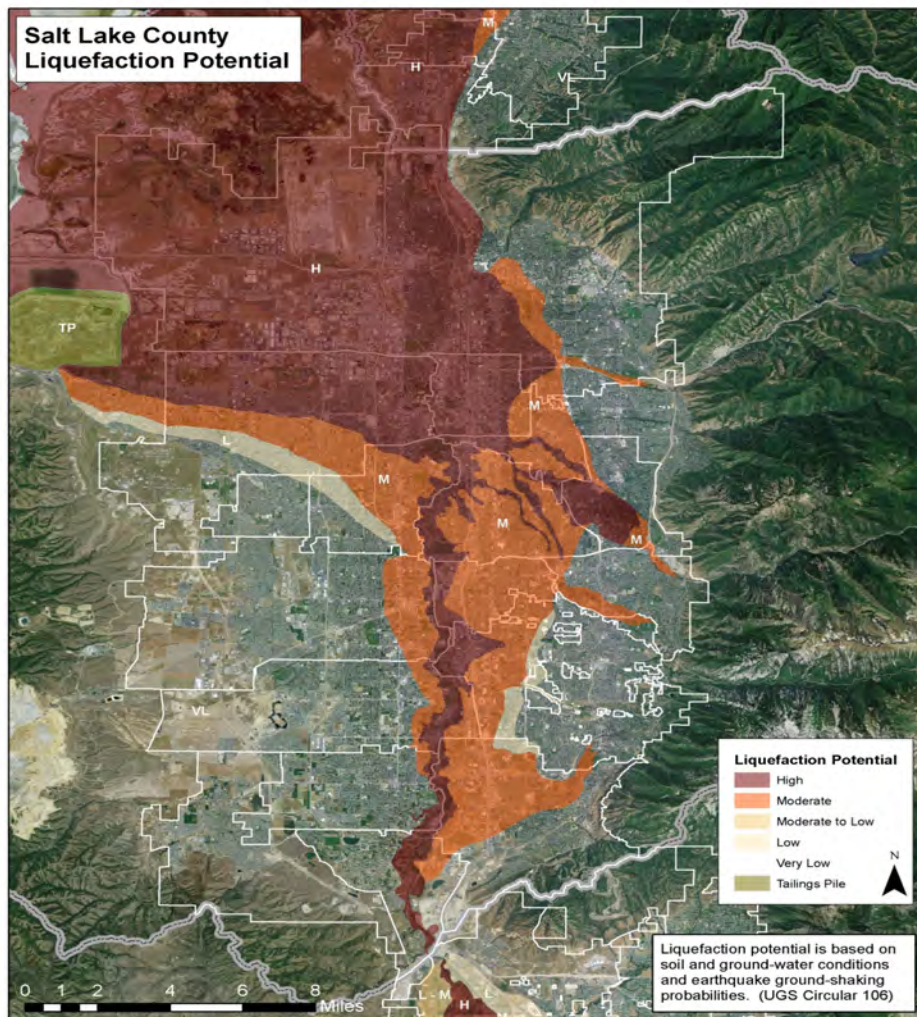 Salt Lake County
Liquefaction Potential
M
H
VL
H
TP
M
L
M
M
M
VL
Liquefaction Potential
High
Moderate
Moderate to Low
Low
Very Low
Tailings Pile
N
Liquefaction potential is based on
soil and ground-water conditions
and earthquake ground-shaking
probabilities. (UGS Circular 106)
0 1 2 4 6 8 Miles
L - M
L
H